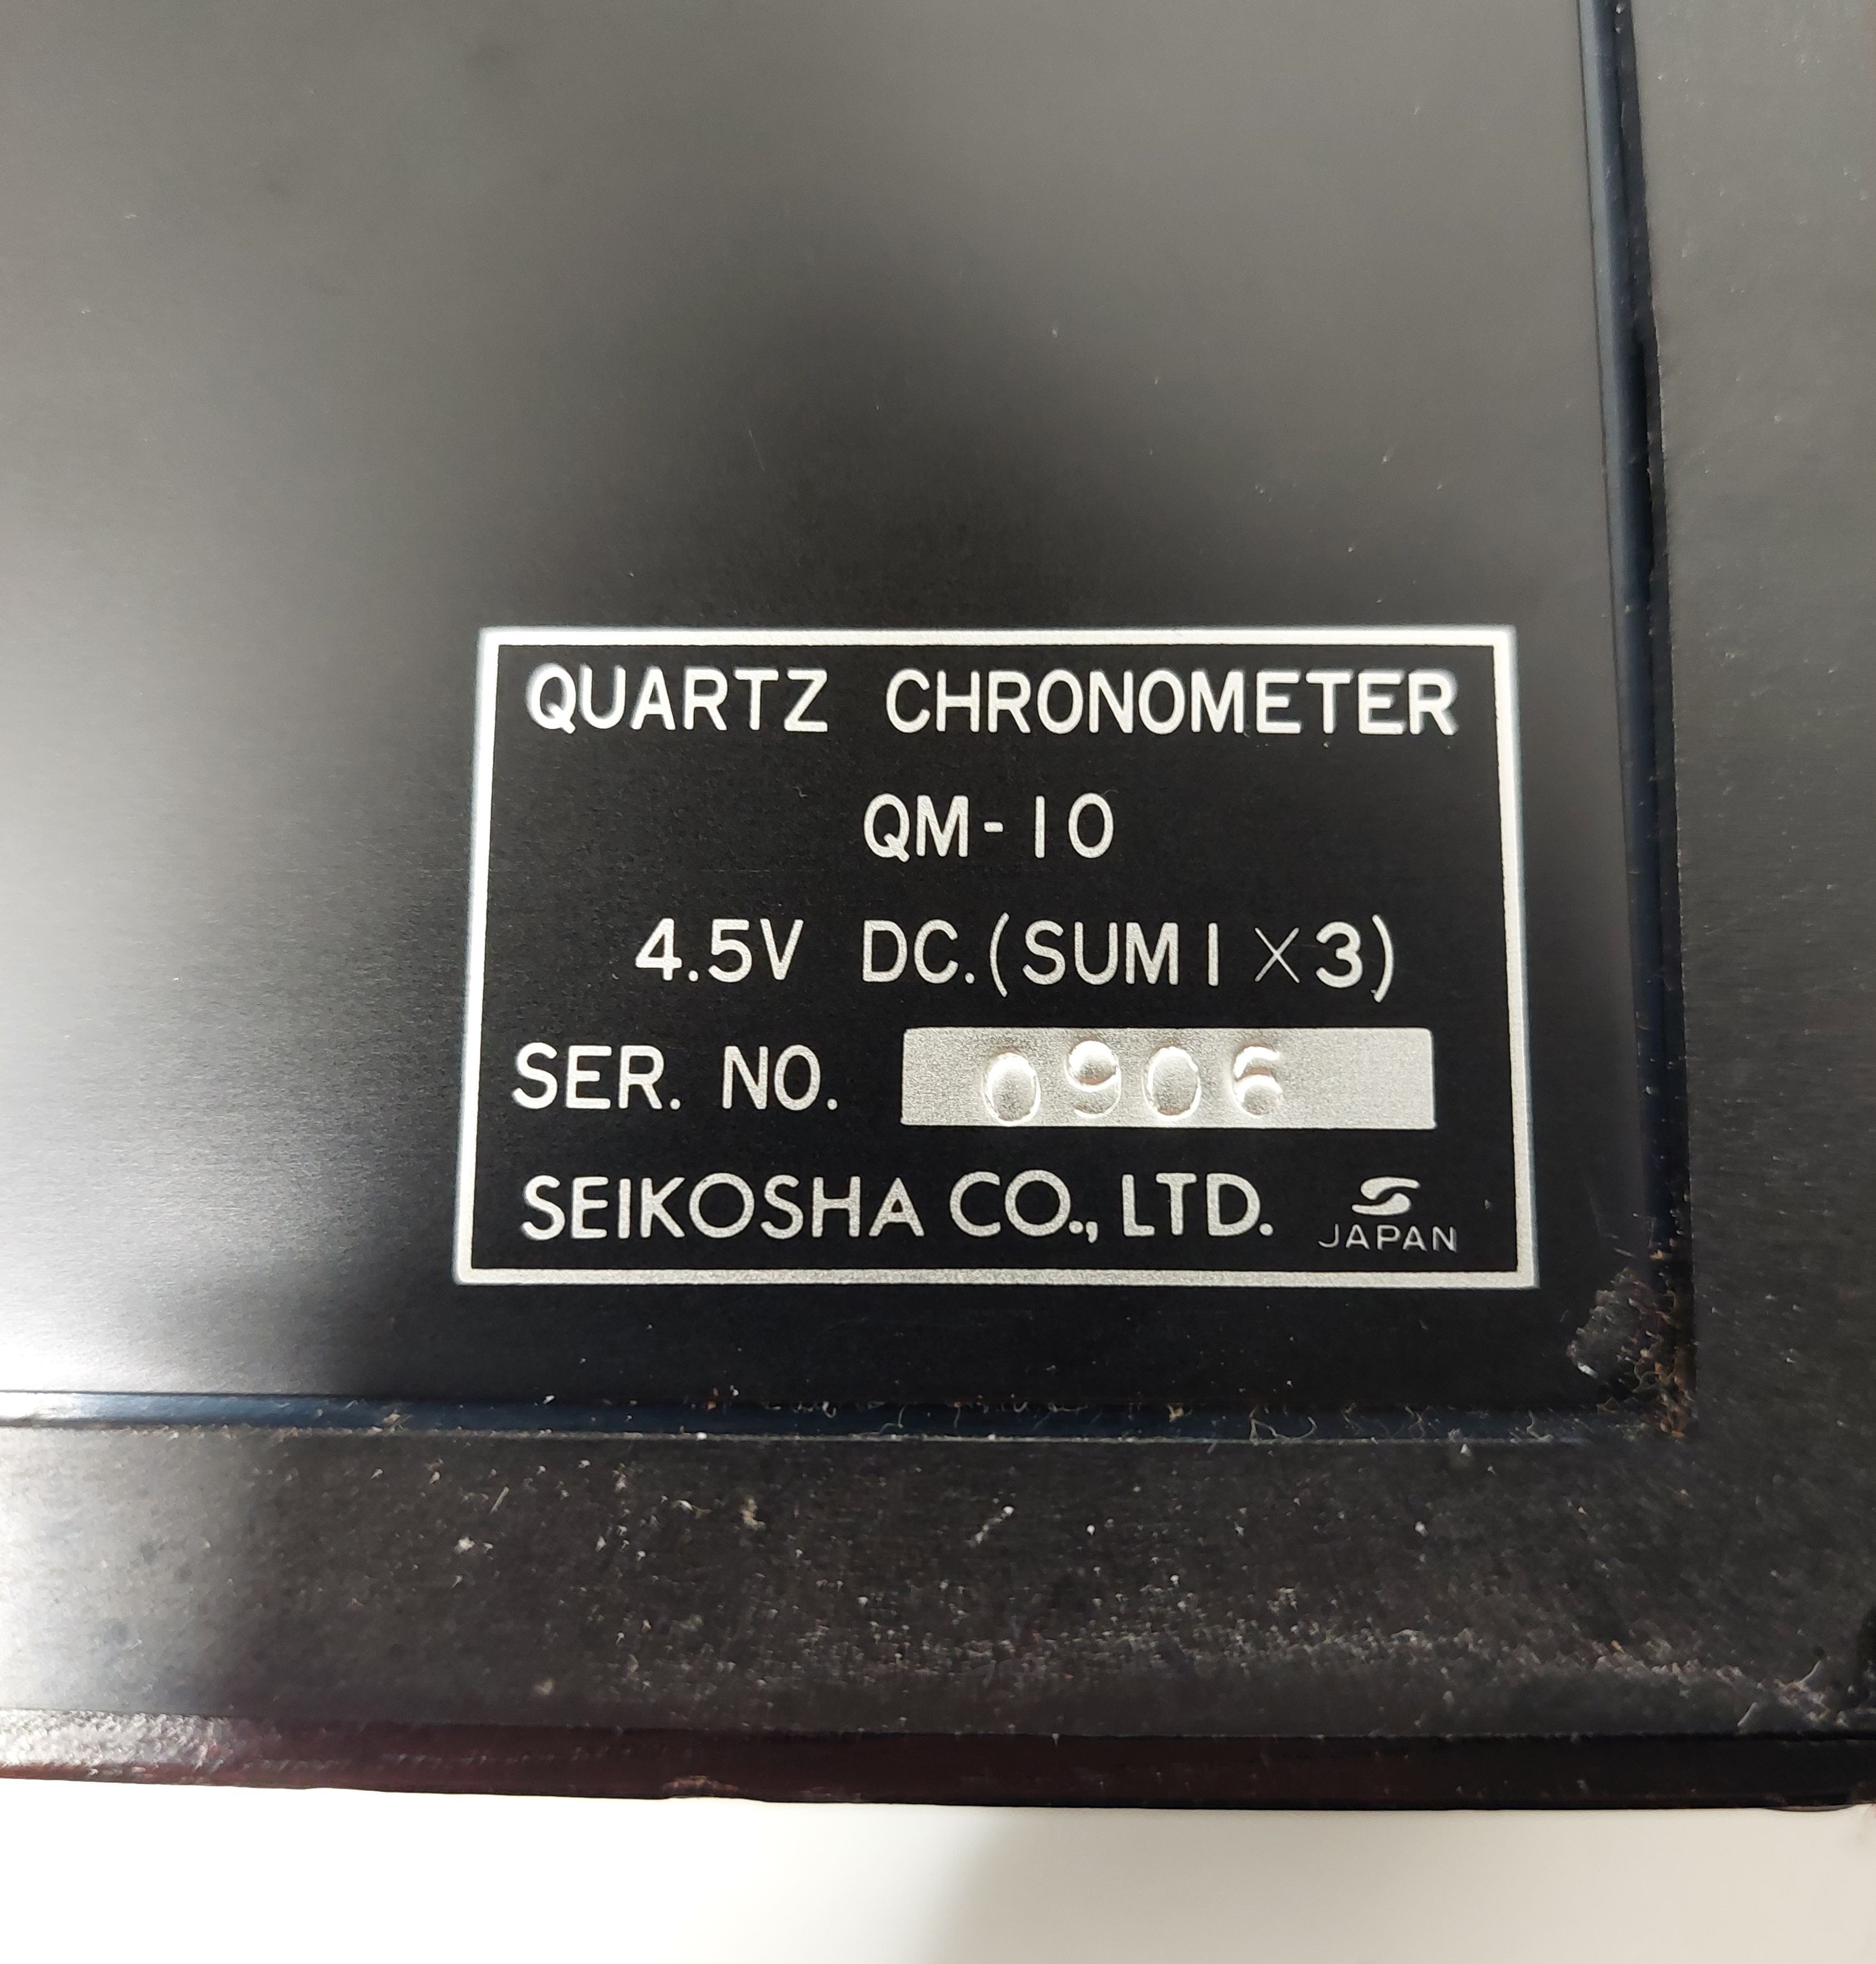 QUARTZ CHRONOMETER
QM-10
4.5V DC.(SUM1×3)
SER. NO. 0906
SEIKOSHA CO., LTD.
JAPAN